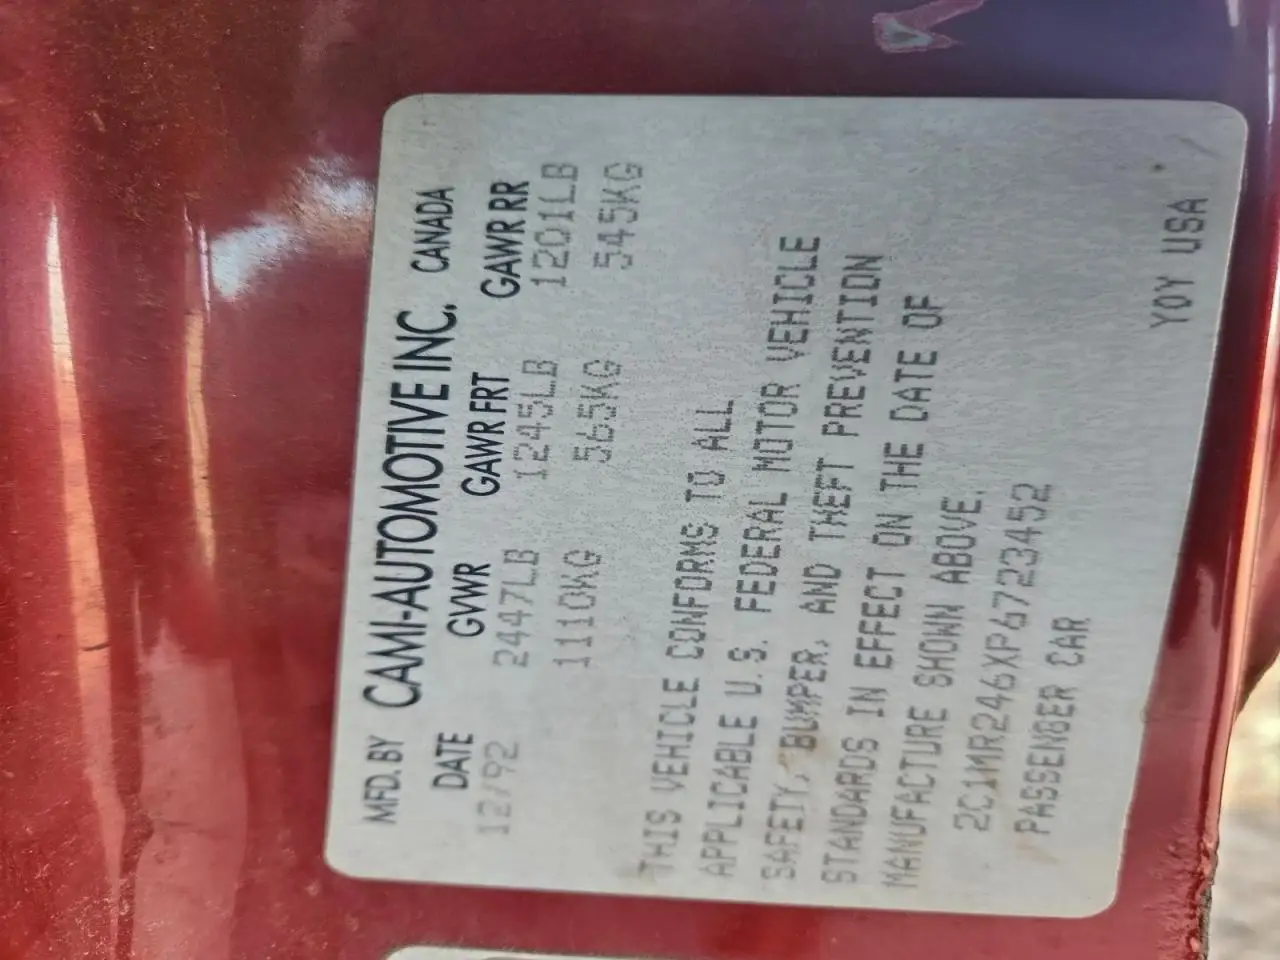 MFD. BY CAMI-AUTOMOTIVE INC. CANADA
DATE GVWR GAWR FRT GAWR RR
12/92 2447LB 1245LB 1201LB
1110KG 565KG 545KG
THIS VEHICLE CONFORMS TO ALL
APPLICABLE U.S. FEDERAL MOTOR VEHICLE
SAFETY, BUMPER, AND THEFT PREVENTION
STANDARDS IN EFFECT ON THE DATE OF
MANUFACTURE SHOWN ABOVE.
2C1MR246XP6723452
PASSENGER CAR
YOY USA